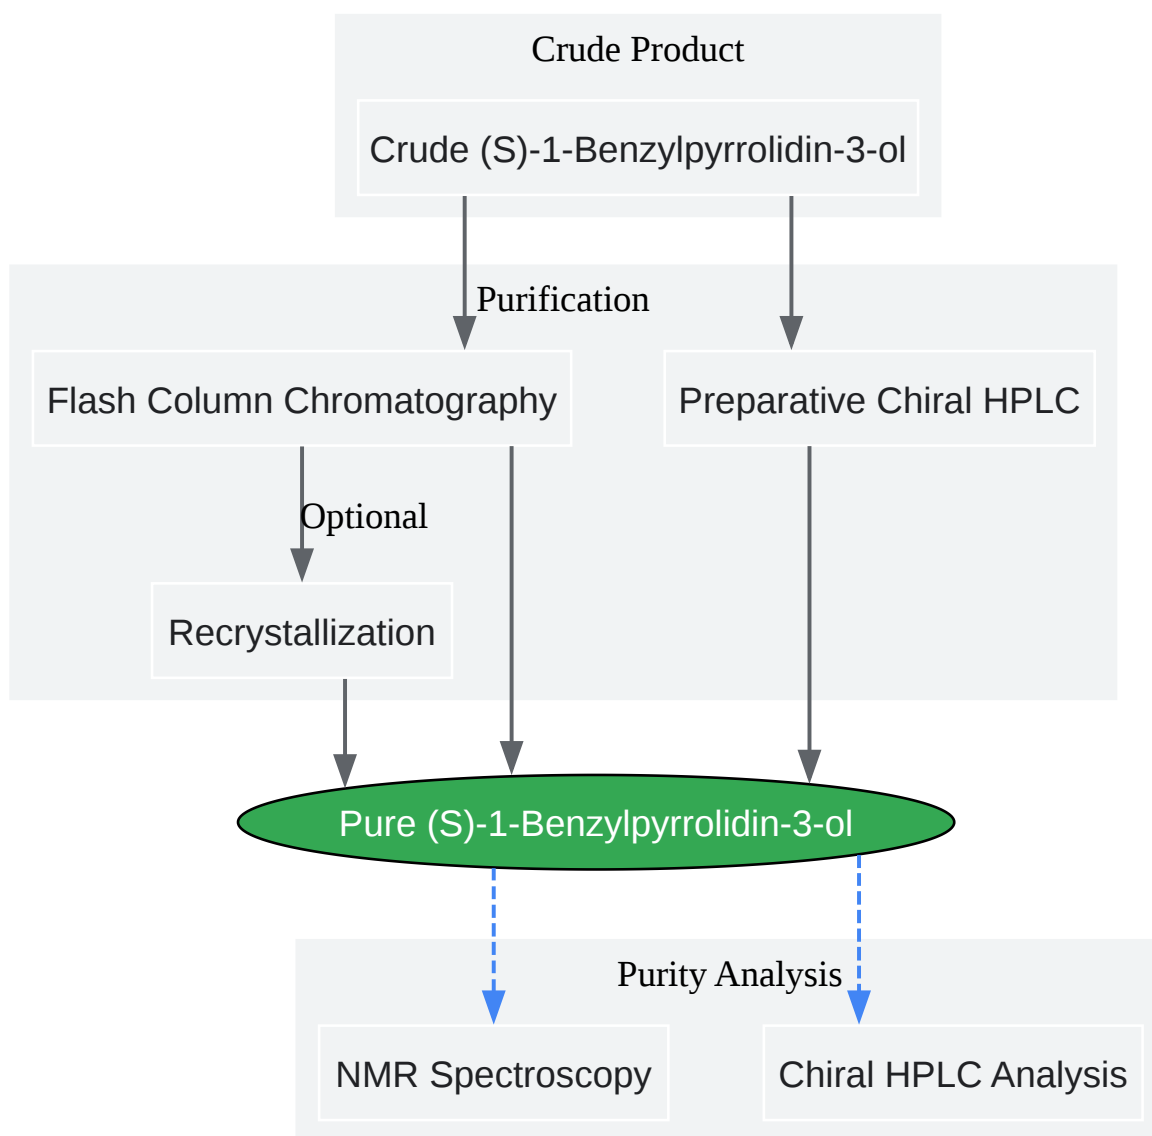 Crude Product
Crude (S)-1-Benzylpyrrolidin-3-ol
Purification
Flash Column Chromatography
Preparative Chiral HPLC
Optional
Recrystallization
Pure (S)-1-Benzylpyrrolidin-3-ol
Purity Analysis
NMR Spectroscopy
Chiral HPLC Analysis